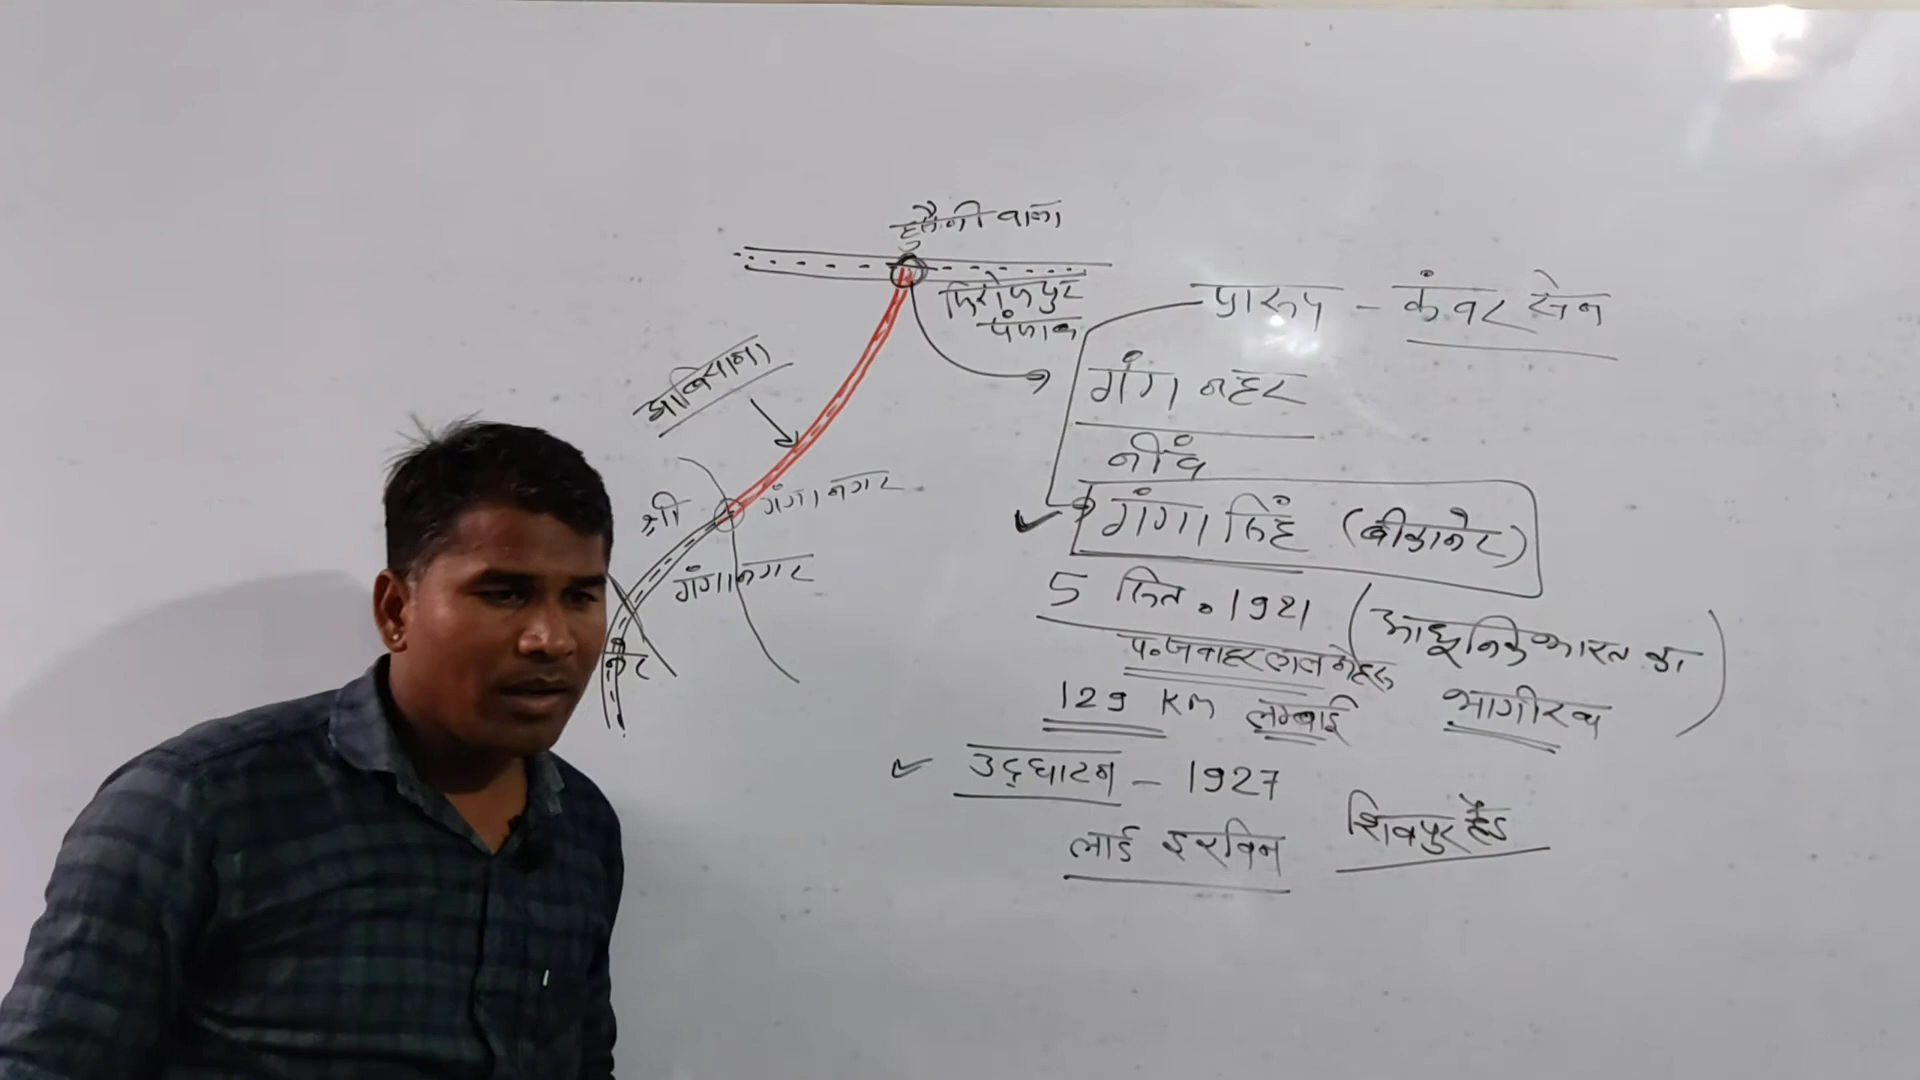 हुसैनी वाला
फिरोजपुर
पंजाब
प्रारूप - कंवर सेन
गंग नहर
नींव
श्री गंगानगर
गंगानगर
गंगा सिंह (बीकानेर)
5 सित. 1921 (आधुनिक भारत का
भागीरथ)
पं. जवाहर लाल नेहरू
129 KM लम्बाई
उद्घाटन - 1927
लार्ड इरविन
शिवपुर हैड